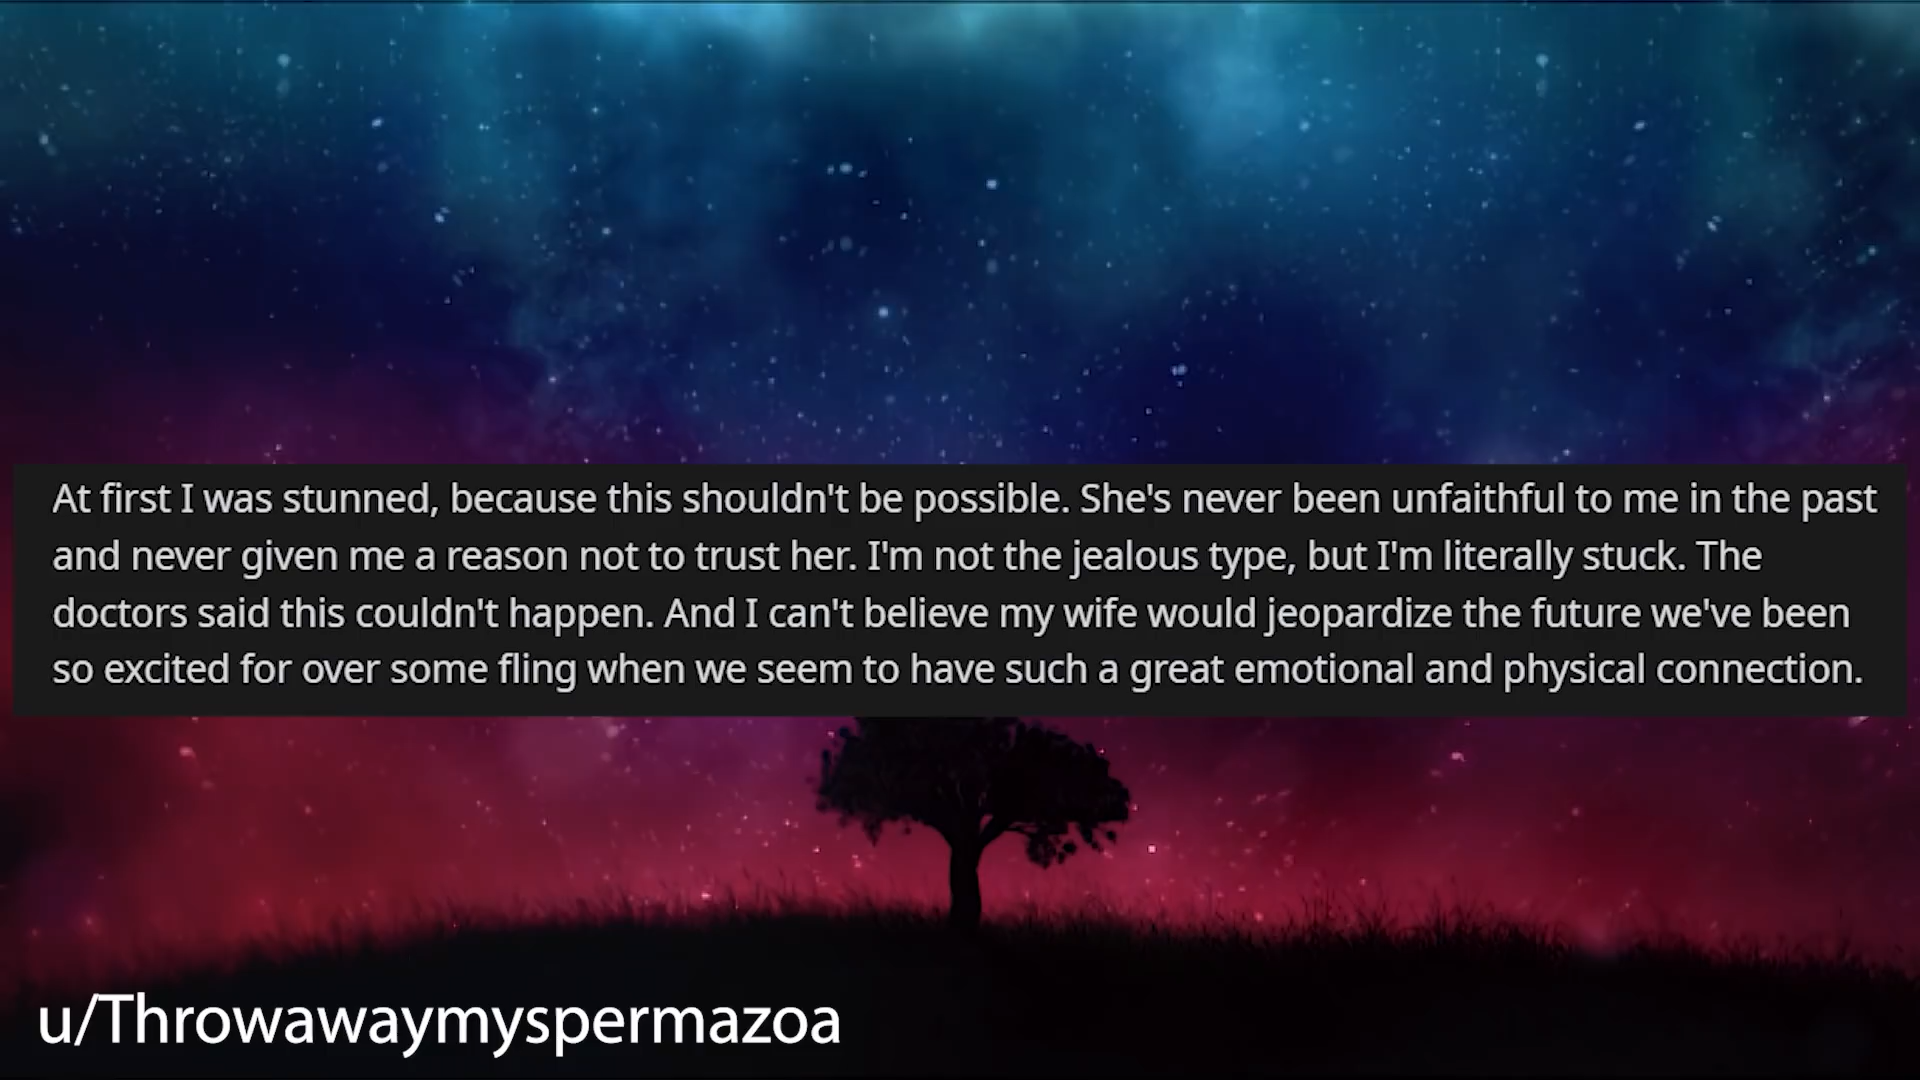 At first I was stunned, because this shouldn't be possible. She's never been unfaithful to me in the past
and never given me a reason not to trust her. I'm not the jealous type, but I'm literally stuck. The
doctors said this couldn't happen. And I can't believe my wife would jeopardize the future we've been
so excited for over some fling when we seem to have such a great emotional and physical connection.
u/Throwawaymyspermazoa